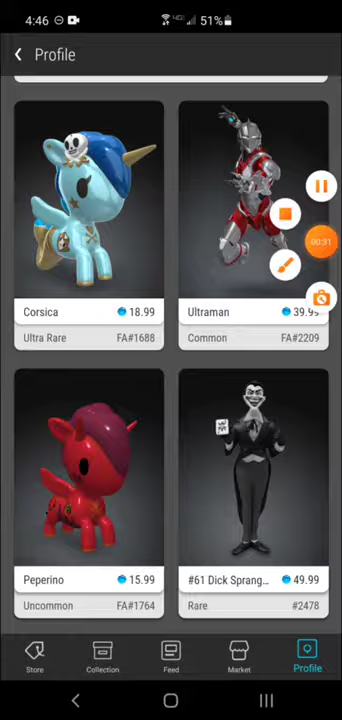 4:46
51%
Profile
Corsica 18.99
Ultra Rare FA#1688
Ultraman 39.99
Common FA#2209
00:31
Peperino 15.99
Uncommon FA#1764
#61 Dick Sprang... 49.99
Rare #2478
Store Collection Feed Market Profile